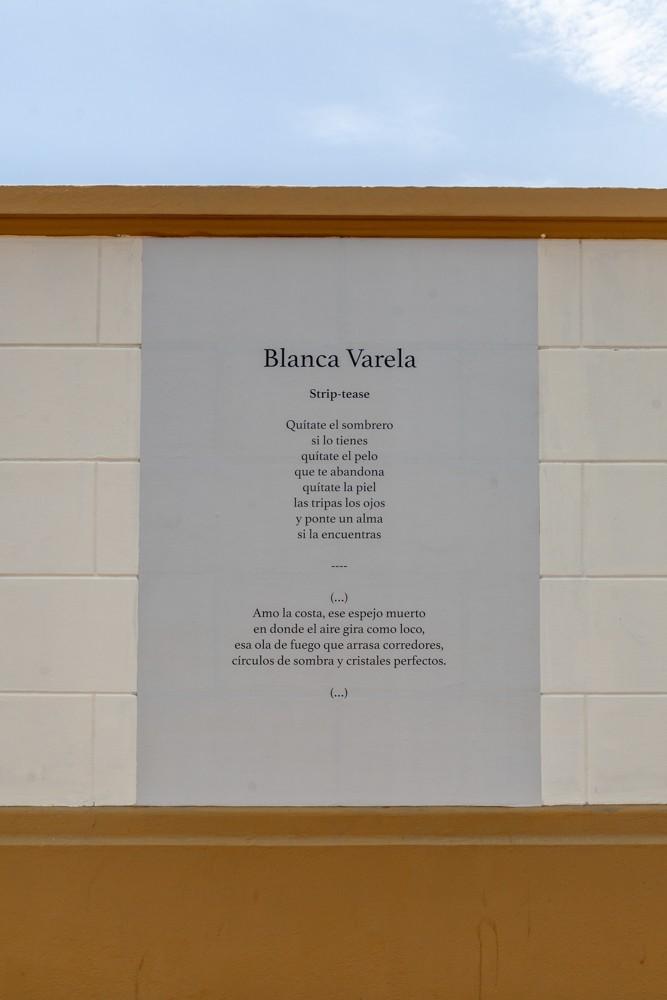 Blanca Varela
Strip-tease
Quítate el sombrero
si lo tienes
quítate el pelo
que te abandona
quítate la piel
las tripas los ojos
y ponte un alma
si la encuentras
----
(...)
Amo la costa, ese espejo muerto
en donde el aire gira como loco,
esa ola de fuego que arrasa corredores,
círculos de sombra y cristales perfectos.
(...)